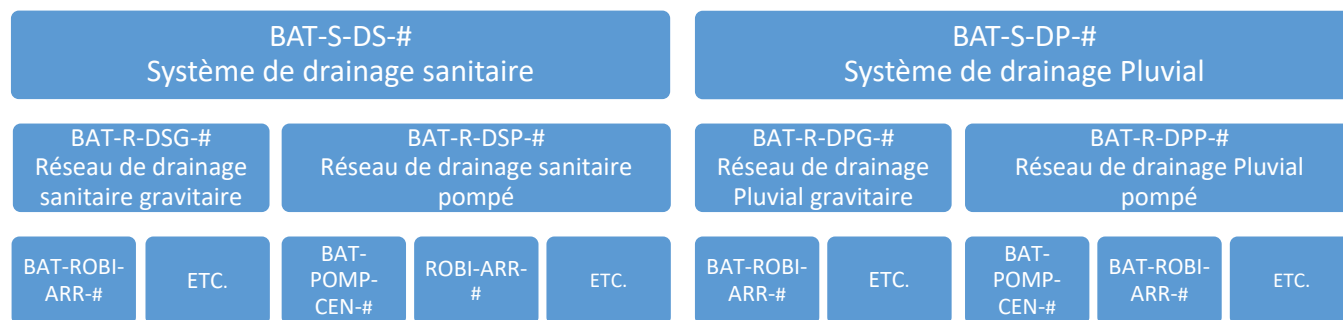 BAT-S-DS-#
Système de drainage sanitaire
BAT-S-DP-#
Système de drainage Pluvial
BAT-R-DSG-#
Réseau de drainage
sanitaire gravitaire
BAT-R-DSP-#
Réseau de drainage sanitaire
pompé
BAT-R-DPG-#
Réseau de drainage
Pluvial gravitaire
BAT-R-DPP-#
Réseau de drainage Pluvial
pompé
BAT-ROBI-
ARR-#
ETC.
BAT-
POMP-
CEN-#
ROBI-ARR-
#
ETC.
BAT-ROBI-
ARR-#
ETC.
BAT-
POMP-
CEN-#
BAT-ROBI-
ARR-#
ETC.